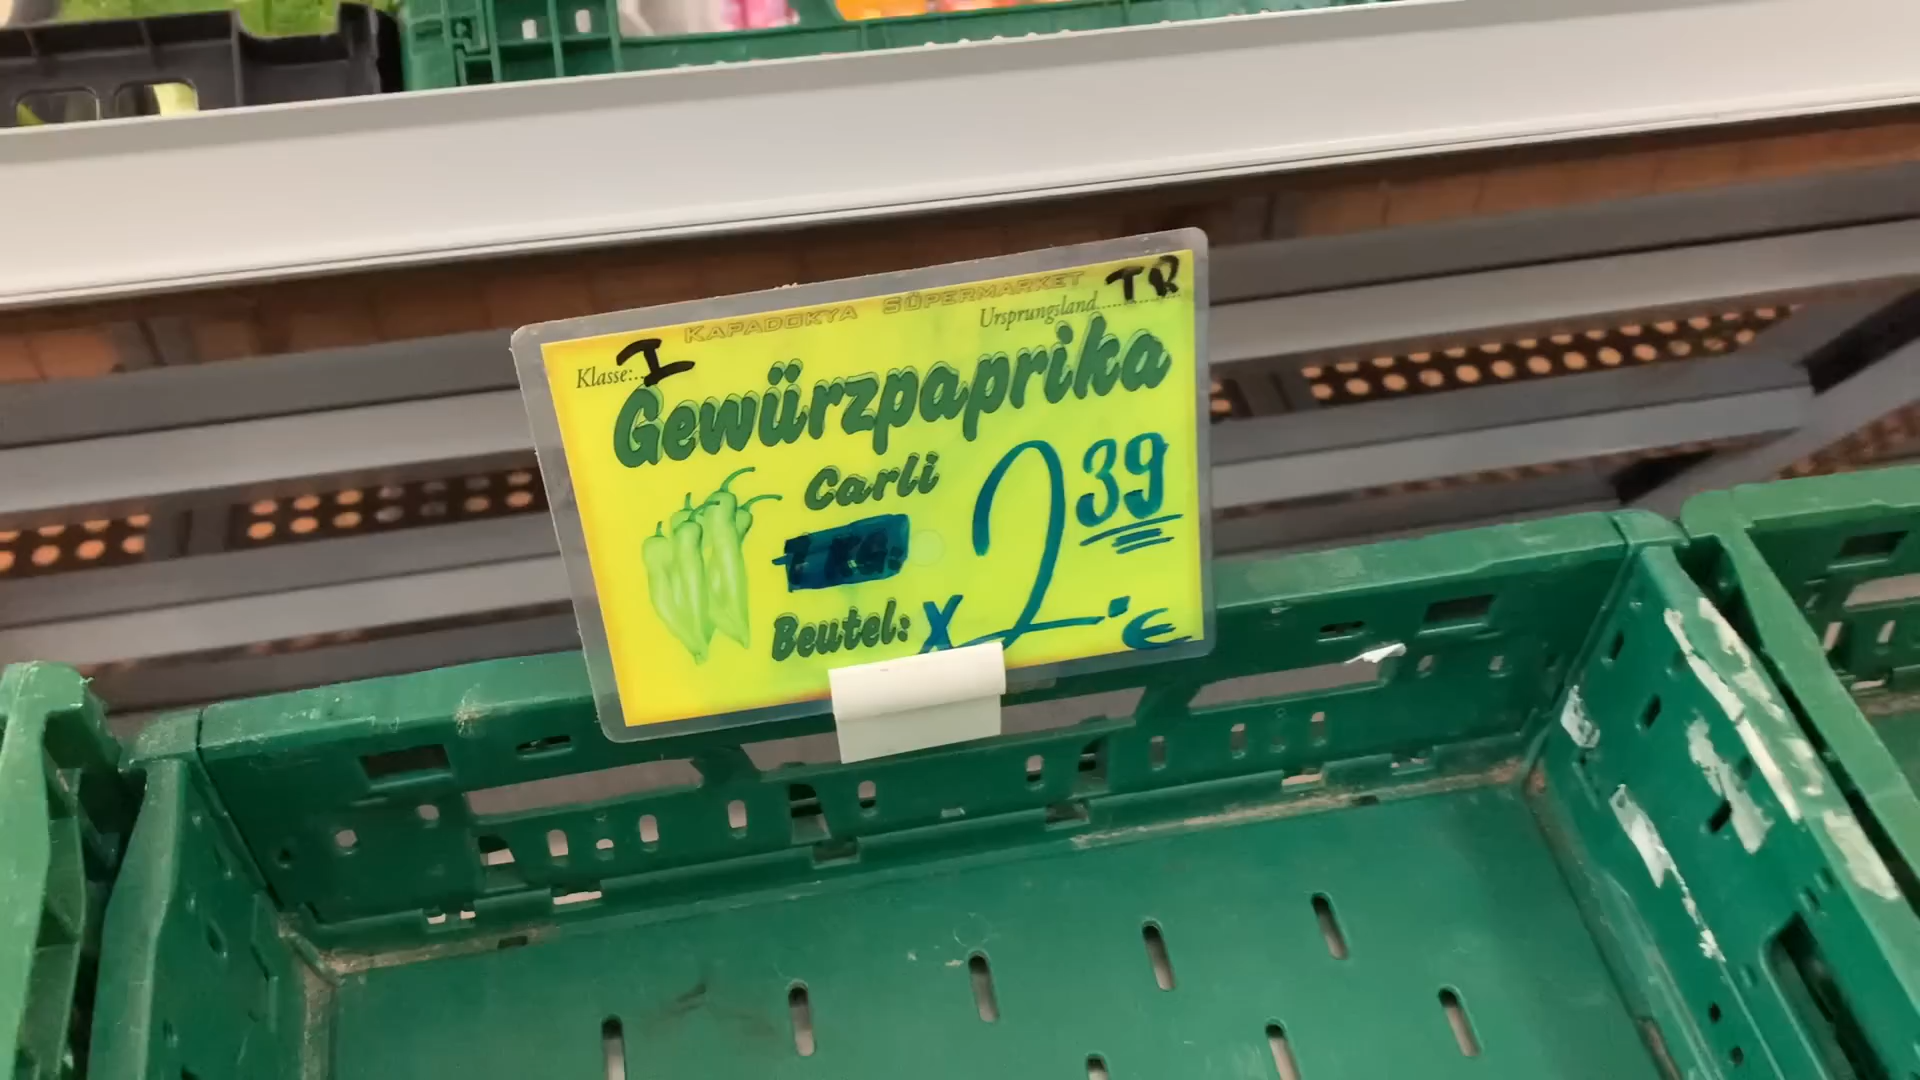 KAPADOKYA SÜPERMARKET
Ursprungsland TR
Klasse: I
Gewürzpaprika
Carli
2.39 €
Beutel: X